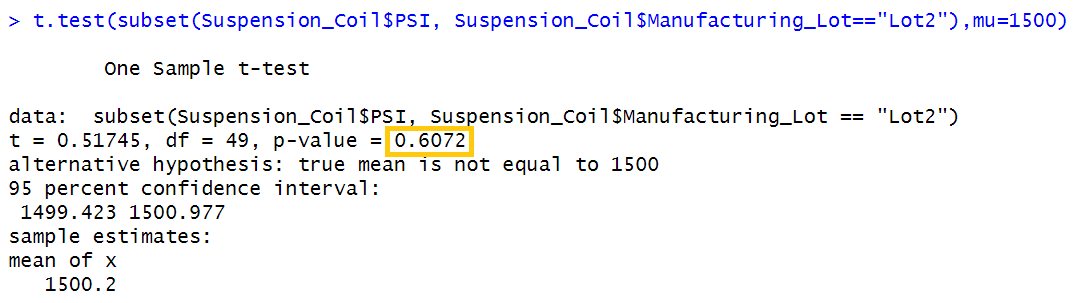 > t.test(subset(Suspension_Coil$PSI, Suspension_Coil$Manufacturing_Lot=="Lot2"),mu=1500)
One Sample t-test
data:  subset(Suspension_Coil$PSI, Suspension_Coil$Manufacturing_Lot == "Lot2")
t = 0.51745, df = 49, p-value = 0.6072
alternative hypothesis: true mean is not equal to 1500
95 percent confidence interval:
1499.423 1500.977
sample estimates:
mean of x
1500.2